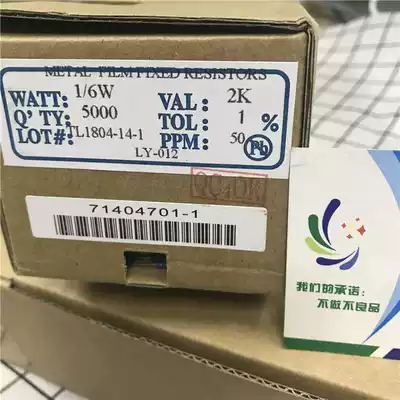 METAL FILM FIXED RESISTORS
WATT: 1/6W VAL: 2K
Q'TY: 5000 TOL: 1 %
LOT#: TL1804-14-1 PPM: 50 Pb
LY-012
71404701-1
我们的承诺:
不做不良品